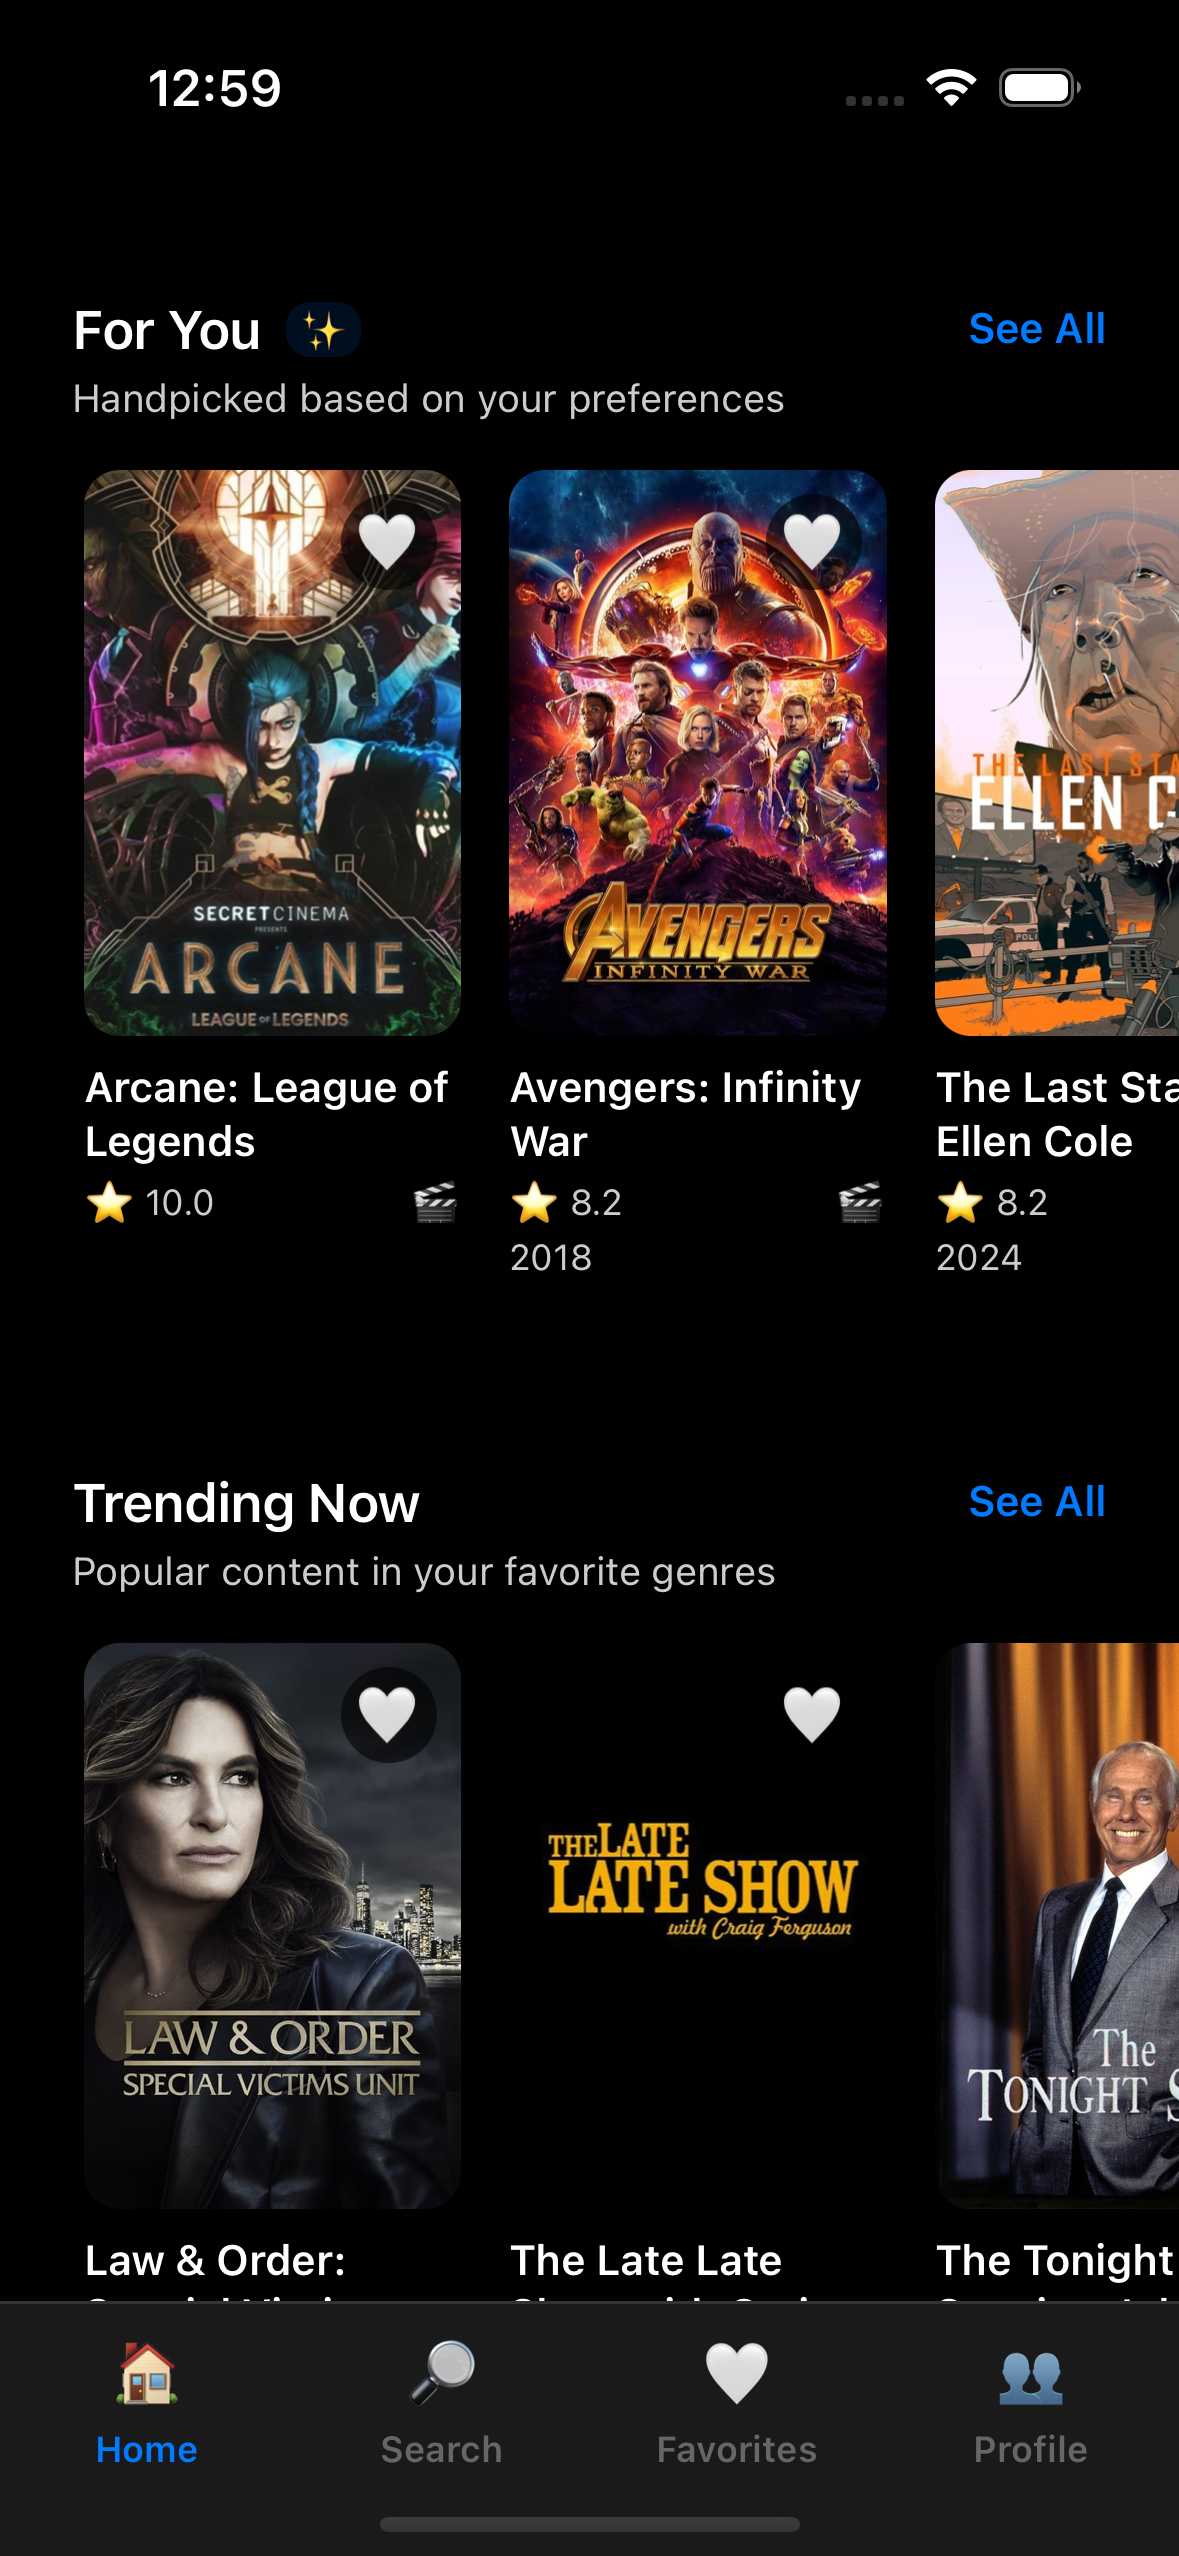 12:59
For You ✨
See All
Handpicked based on your preferences
SECRETCINEMA
PRESENTS
ARCANE
LEAGUE OF LEGENDS
AVENGERS
INFINITY WAR
THE LAST STA
ELLEN C
POLI
Arcane: League of
Legends
⭐ 10.0 🎬
Avengers: Infinity
War
⭐ 8.2 🎬
2018
The Last Sta
Ellen Cole
⭐ 8.2
2024
Trending Now
See All
Popular content in your favorite genres
LAW & ORDER
SPECIAL VICTIMS UNIT
THE LATE
LATE SHOW
with Craig Ferguson
The
TONIGHT S
Law & Order:
The Late Late
The Tonight
Home
Search
Favorites
Profile